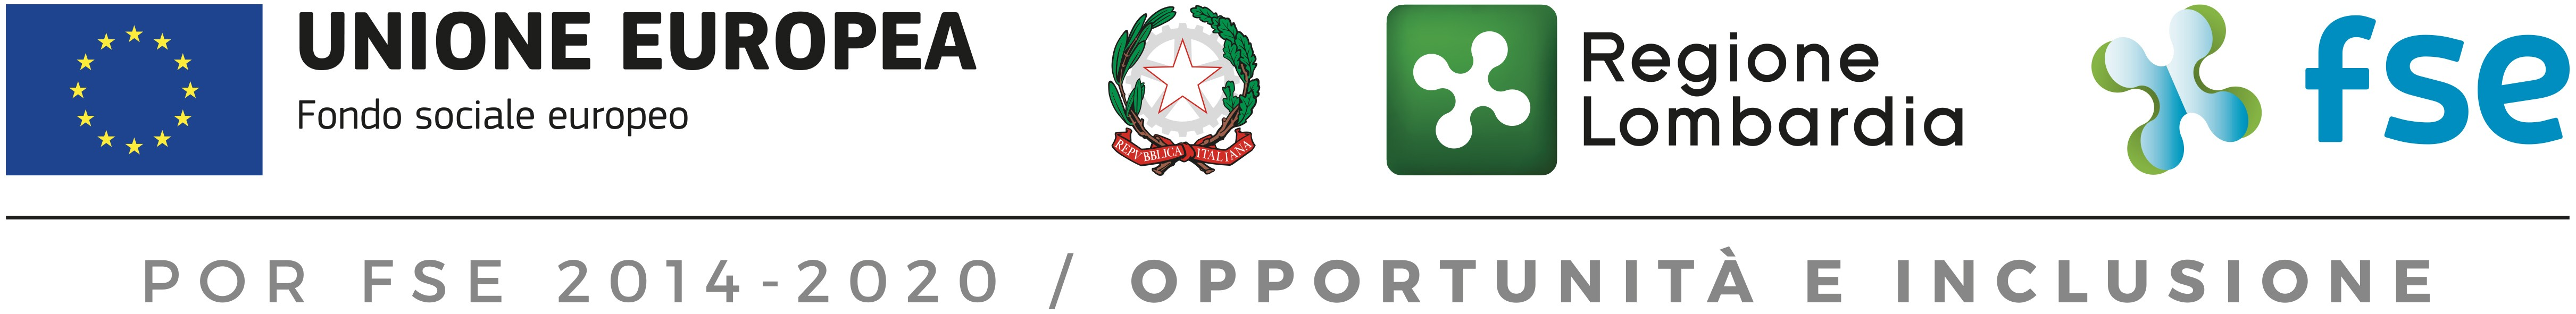 UNIONE EUROPEA
Fondo sociale europeo
REPVBBLICA ITALIANA
Regione
Lombardia
fse
POR FSE 2014-2020 / OPPORTUNITÀ E INCLUSIONE